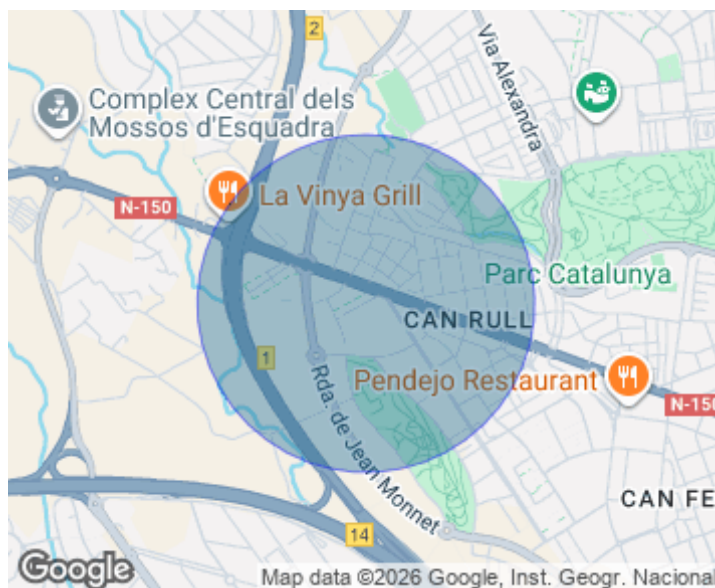 2
Complex Central dels
Mossos d'Esquadra
Via Alexandra
N-150
La Vinya Grill
Parc Catalunya
CAN RULL
1
Pendejo Restaurant
N-150
Rda. de Jean Monnet
CAN FE
14
Google
Map data ©2026 Google, Inst. Geogr. Nacional